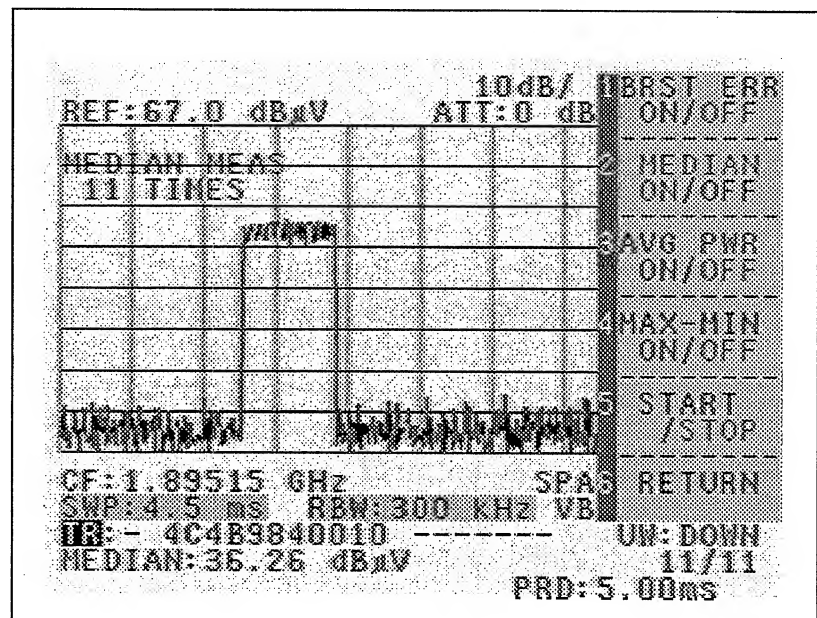 10dB/
REF:67.0 dBµV ATT:0 dB
MEDIAN MEAS
11 TIMES
1 BRST ERR
ON/OFF
2 MEDIAN
ON/OFF
3 AVG PWR
ON/OFF
4 MAX-MIN
ON/OFF
5 START
/STOP
6 RETURN
CF:1.89515 GHz SPA
SWP:4.5 ms RBW:300 kHz VB
TR:- 4C4B9840010 -------- UW:DOWN
MEDIAN:36.26 dBµV 11/11
PRD:5.00ms